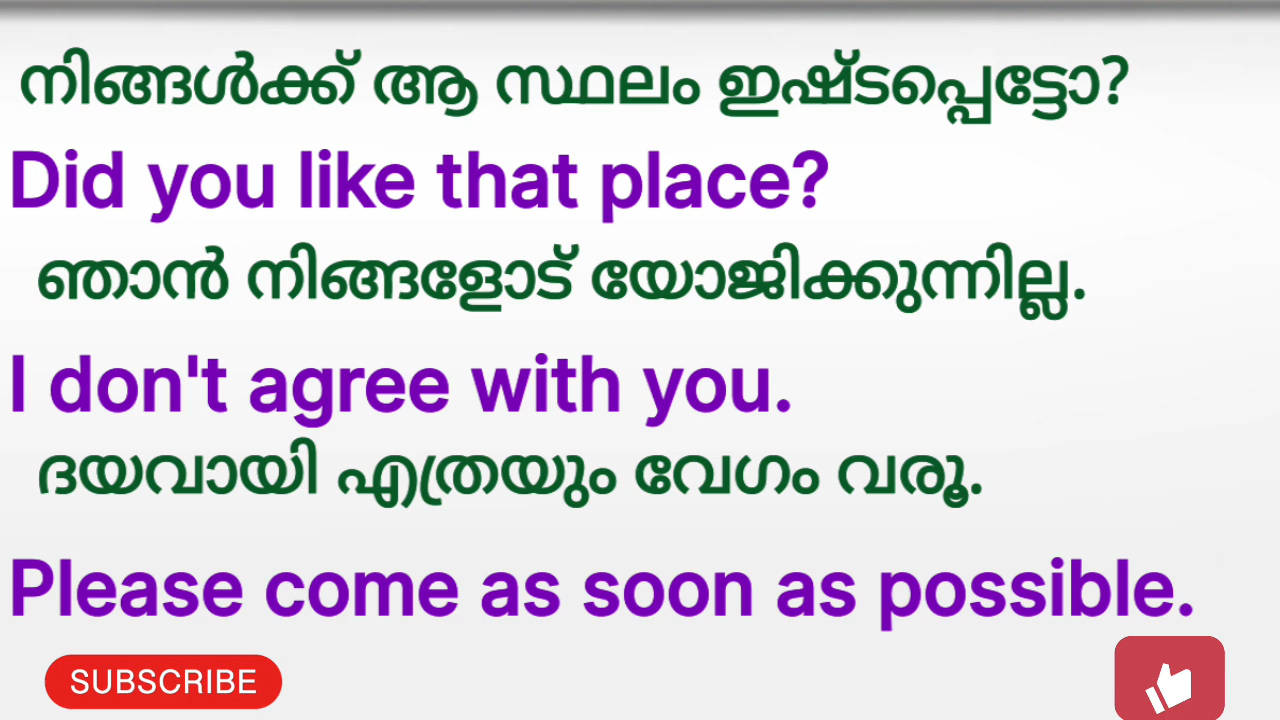 നിങ്ങൾക്ക് ആ സ്ഥലം ഇഷ്ടപ്പെട്ടോ?
Did you like that place?
ഞാൻ നിങ്ങളോട് യോജിക്കുന്നില്ല.
I don't agree with you.
ദയവായി എത്രയും വേഗം വരൂ.
Please come as soon as possible.
SUBSCRIBE